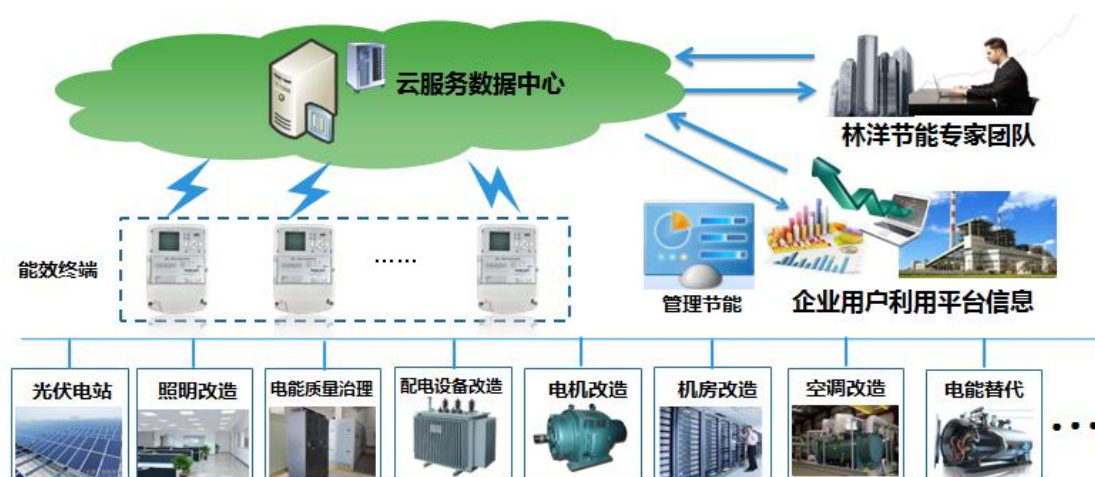 云服务数据中心
林洋节能专家团队
能效终端
……
管理节能
企业用户利用平台信息
光伏电站
照明改造
电能质量治理
配电设备改造
电机改造
机房改造
空调改造
电能替代
•••